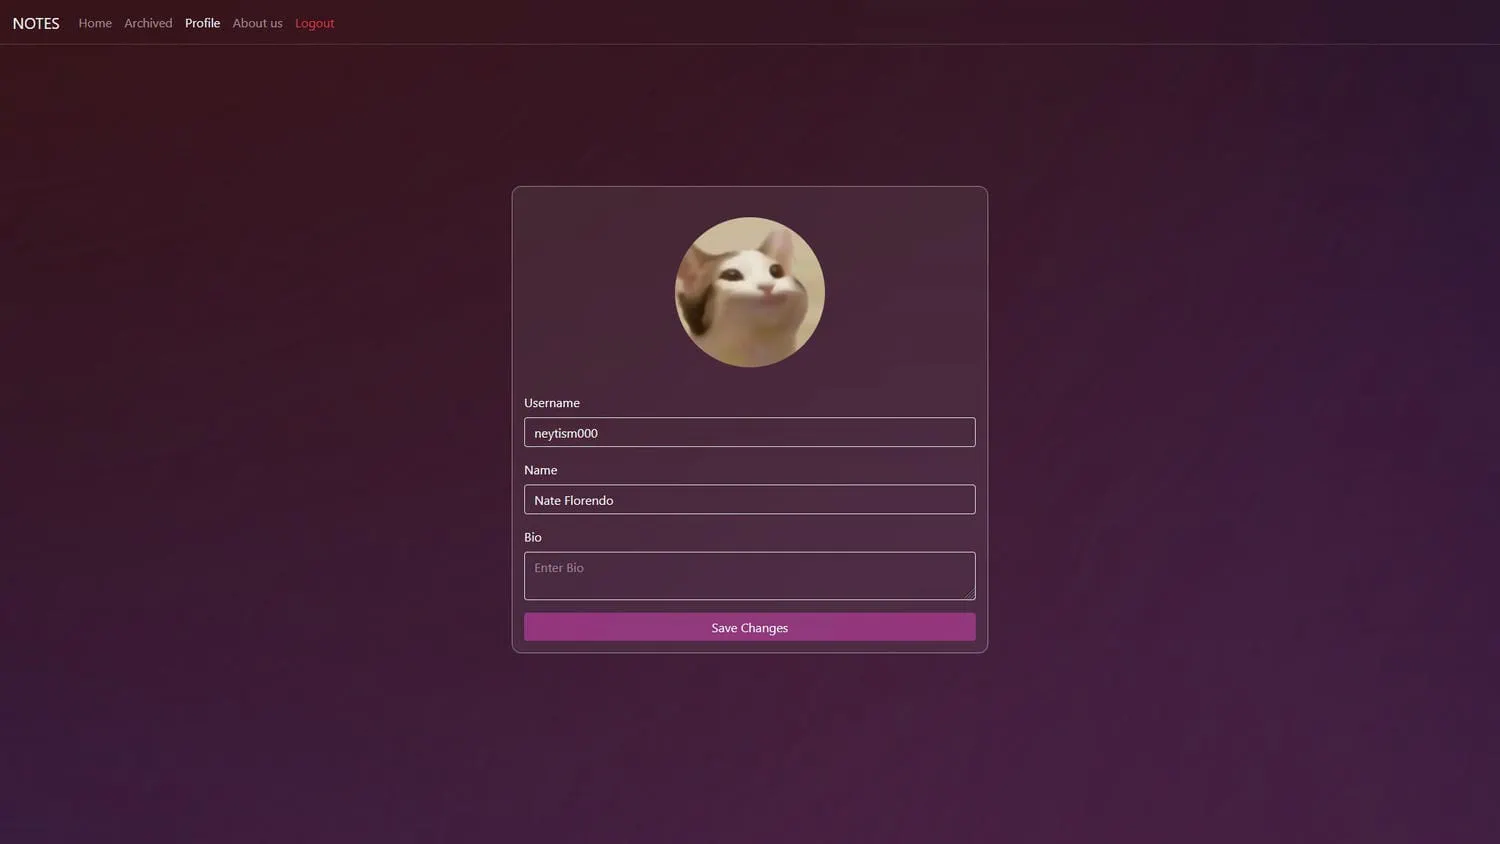 NOTES Home Archived Profile About us Logout
Username
neytism000
Name
Nate Florendo
Bio
Enter Bio
Save Changes